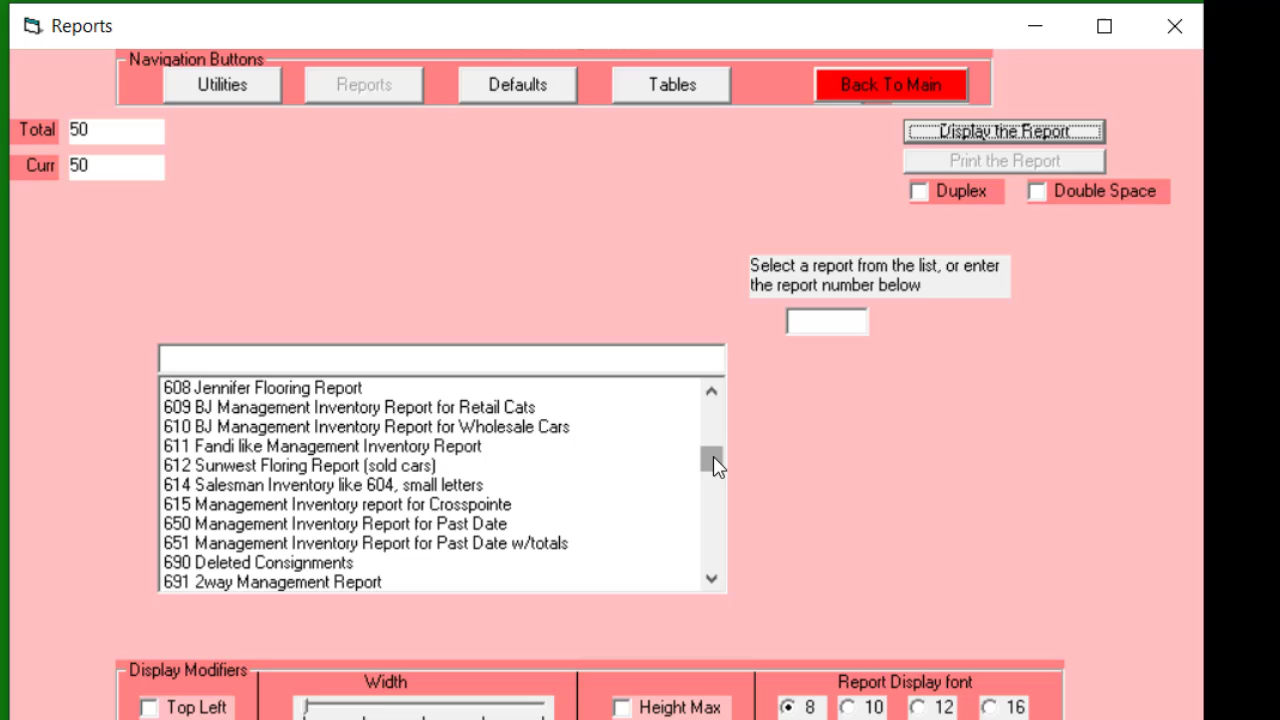 Reports
Navigation Buttons
Utilities
Reports
Defaults
Tables
Back To Main
Total 50
Curr 50
Display the Report
Print the Report
Duplex
Double Space
Select a report from the list, or enter
the report number below
608 Jennifer Flooring Report
609 BJ Management Inventory Report for Retail Cats
610 BJ Management Inventory Report for Wholesale Cars
611 Fandi like Management Inventory Report
612 Sunwest Floring Report (sold cars)
614 Salesman Inventory like 604, small letters
615 Management Inventory report for Crosspointe
650 Management Inventory Report for Past Date
651 Management Inventory Report for Past Date w/totals
690 Deleted Consignments
691 2way Management Report
Display Modifiers
Width
Report Display font
Top Left
Height Max
8 10 12 16